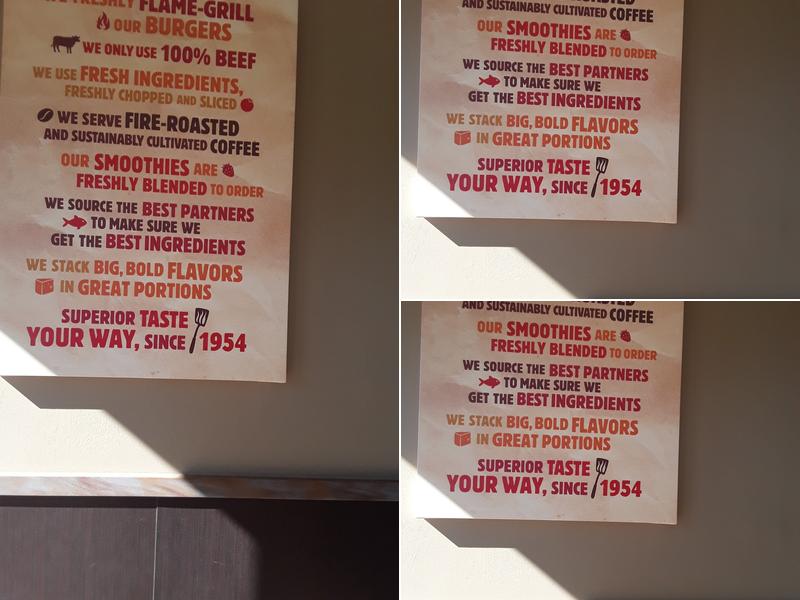 WE FRESHLY FLAME-GRILL
OUR BURGERS
WE ONLY USE 100% BEEF
WE USE FRESH INGREDIENTS,
FRESHLY CHOPPED AND SLICED
WE SERVE FIRE-ROASTED
AND SUSTAINABLY CULTIVATED COFFEE
OUR SMOOTHIES ARE
FRESHLY BLENDED TO ORDER
WE SOURCE THE BEST PARTNERS
TO MAKE SURE WE
GET THE BEST INGREDIENTS
WE STACK BIG, BOLD FLAVORS
IN GREAT PORTIONS
SUPERIOR TASTE
YOUR WAY, SINCE 1954
AND SUSTAINABLY CULTIVATED COFFEE
OUR SMOOTHIES ARE
FRESHLY BLENDED TO ORDER
WE SOURCE THE BEST PARTNERS
TO MAKE SURE WE
GET THE BEST INGREDIENTS
WE STACK BIG, BOLD FLAVORS
IN GREAT PORTIONS
SUPERIOR TASTE
YOUR WAY, SINCE 1954
AND SUSTAINABLY CULTIVATED COFFEE
OUR SMOOTHIES ARE
FRESHLY BLENDED TO ORDER
WE SOURCE THE BEST PARTNERS
TO MAKE SURE WE
GET THE BEST INGREDIENTS
WE STACK BIG, BOLD FLAVORS
IN GREAT PORTIONS
SUPERIOR TASTE
YOUR WAY, SINCE 1954